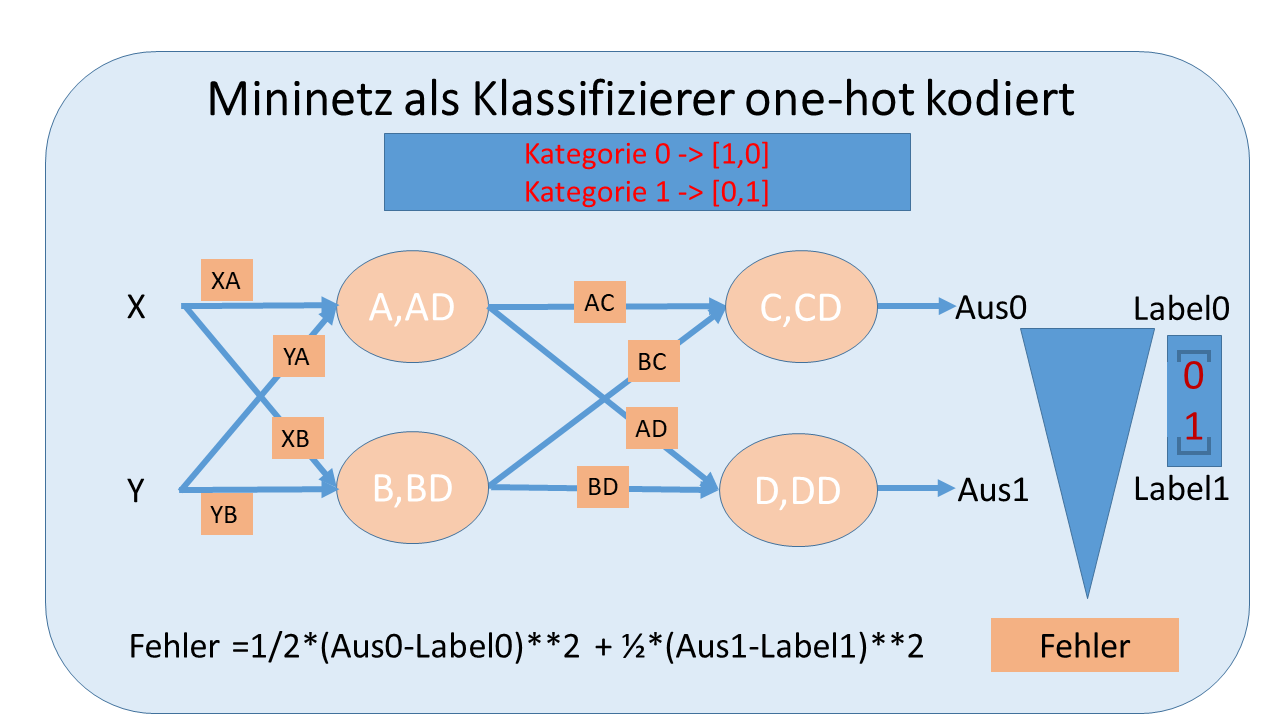 Mininetz als Klassifizierer one-hot kodiert
Kategorie 0 -> [1,0]
Kategorie 1 -> [0,1]
XA
X
A,AD
AC
C,CD
Aus0
Label0
YA
BC
0
1
XB
AD
Y
B,BD
BD
D,DD
Aus1
Label1
YB
Fehler =1/2*(Aus0-Label0)**2 + ½*(Aus1-Label1)**2
Fehler